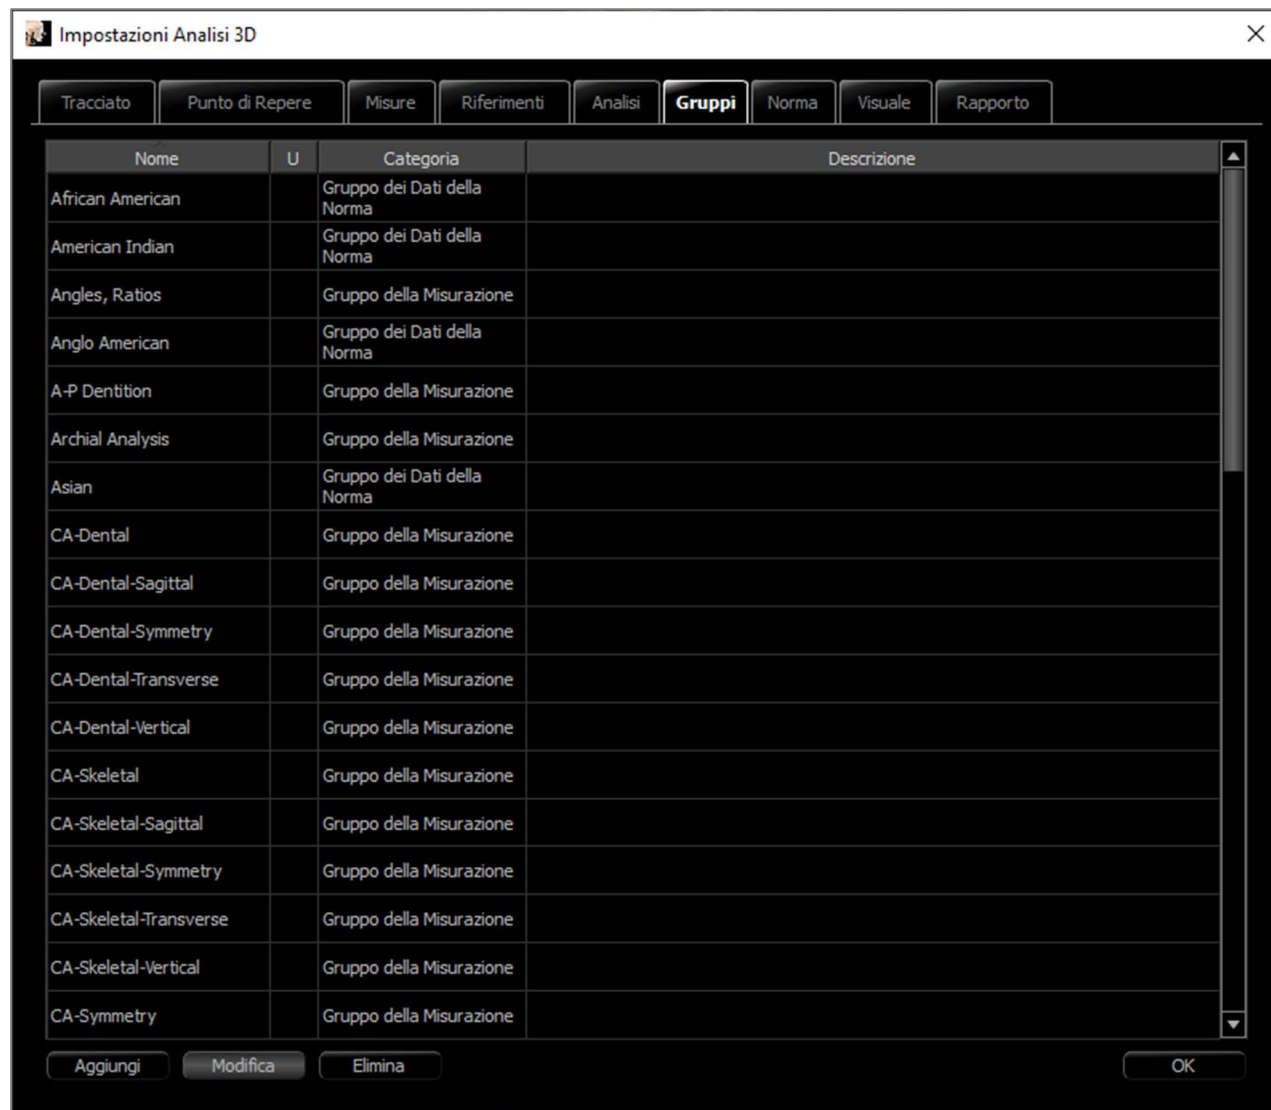 Impostazioni Analisi 3D
Tracciato Punto di Repere Misure Riferimenti Analisi Gruppi Norma Visuale Rapporto
Nome U Categoria Descrizione
African American Gruppo dei Dati della
Norma
American Indian Gruppo dei Dati della
Norma
Angles, Ratios Gruppo della Misurazione
Anglo American Gruppo dei Dati della
Norma
A-P Dentition Gruppo della Misurazione
Archial Analysis Gruppo della Misurazione
Asian Gruppo dei Dati della
Norma
CA-Dental Gruppo della Misurazione
CA-Dental-Sagittal Gruppo della Misurazione
CA-Dental-Symmetry Gruppo della Misurazione
CA-Dental-Transverse Gruppo della Misurazione
CA-Dental-Vertical Gruppo della Misurazione
CA-Skeletal Gruppo della Misurazione
CA-Skeletal-Sagittal Gruppo della Misurazione
CA-Skeletal-Symmetry Gruppo della Misurazione
CA-Skeletal-Transverse Gruppo della Misurazione
CA-Skeletal-Vertical Gruppo della Misurazione
CA-Symmetry Gruppo della Misurazione
Aggiungi Modifica Elimina OK